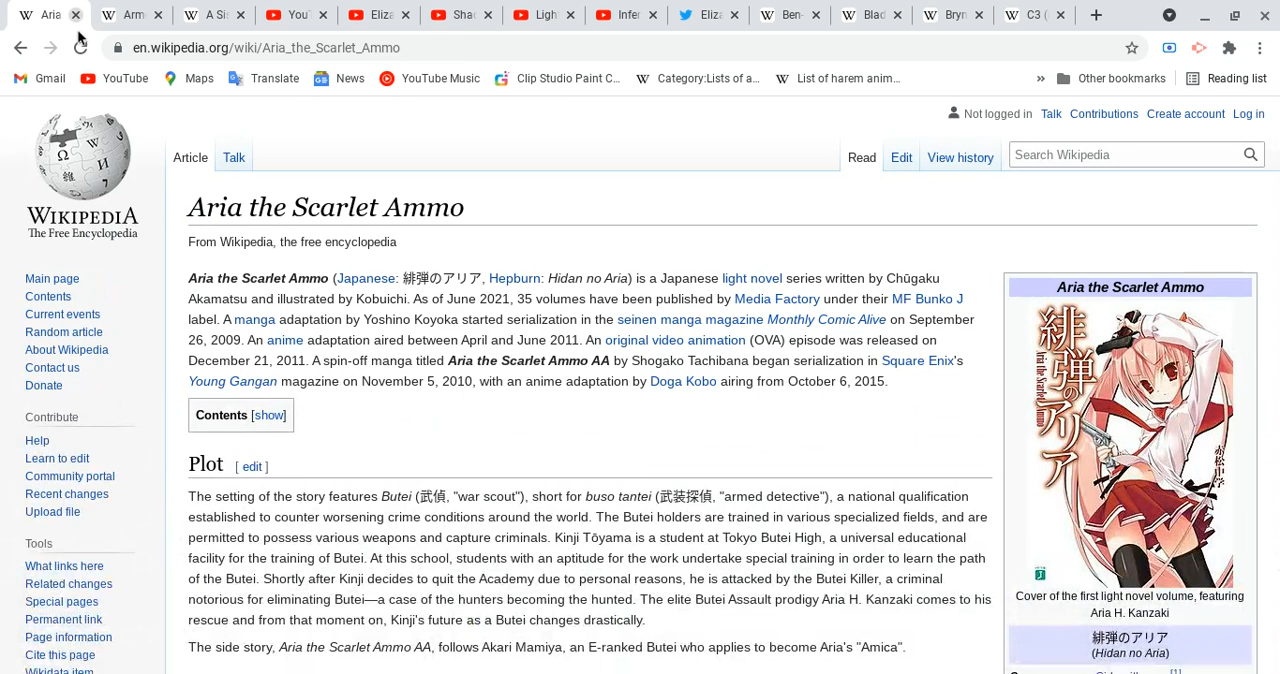 Aria
Arm
A Sis
YouT
Eliza
Sha
Ligh
Infer
Eliza
Ben-
Blad
Bryn
C3 (
en.wikipedia.org/wiki/Aria_the_Scarlet_Ammo
Gmail YouTube Maps Translate News YouTube Music Clip Studio Paint C... Category:Lists of a... List of harem anim... » Other bookmarks Reading list
Not logged in Talk Contributions Create account Log in
Article Talk Read Edit View history Search Wikipedia
WIKIPEDIA
The Free Encyclopedia
Main page
Contents
Current events
Random article
About Wikipedia
Contact us
Donate
Contribute
Help
Learn to edit
Community portal
Recent changes
Upload file
Tools
What links here
Related changes
Special pages
Permanent link
Page information
Cite this page
Wikidata item
Aria the Scarlet Ammo
From Wikipedia, the free encyclopedia
Aria the Scarlet Ammo (Japanese: 緋弾のアリア, Hepburn: Hidan no Aria) is a Japanese light novel series written by Chūgaku
Akamatsu and illustrated by Kobuichi. As of June 2021, 35 volumes have been published by Media Factory under their MF Bunko J
label. A manga adaptation by Yoshino Koyoka started serialization in the seinen manga magazine Monthly Comic Alive on September
26, 2009. An anime adaptation aired between April and June 2011. An original video animation (OVA) episode was released on
December 21, 2011. A spin-off manga titled Aria the Scarlet Ammo AA by Shogako Tachibana began serialization in Square Enix's
Young Gangan magazine on November 5, 2010, with an anime adaptation by Doga Kobo airing from October 6, 2015.
Contents [show]
Plot [ edit ]
The setting of the story features Butei (武偵, "war scout"), short for buso tantei (武装探偵, "armed detective"), a national qualification
established to counter worsening crime conditions around the world. The Butei holders are trained in various specialized fields, and are
permitted to possess various weapons and capture criminals. Kinji Tōyama is a student at Tokyo Butei High, a universal educational
facility for the training of Butei. At this school, students with an aptitude for the work undertake special training in order to learn the path
of the Butei. Shortly after Kinji decides to quit the Academy due to personal reasons, he is attacked by the Butei Killer, a criminal
notorious for eliminating Butei—a case of the hunters becoming the hunted. The elite Butei Assault prodigy Aria H. Kanzaki comes to his
rescue and from that moment on, Kinji's future as a Butei changes drastically.
The side story, Aria the Scarlet Ammo AA, follows Akari Mamiya, an E-ranked Butei who applies to become Aria's "Amica".
Aria the Scarlet Ammo
緋弾のアリア
Aria the Scarlet Ammo
赤松中学
Cover of the first light novel volume, featuring
Aria H. Kanzaki
緋弾のアリア
(Hidan no Aria)